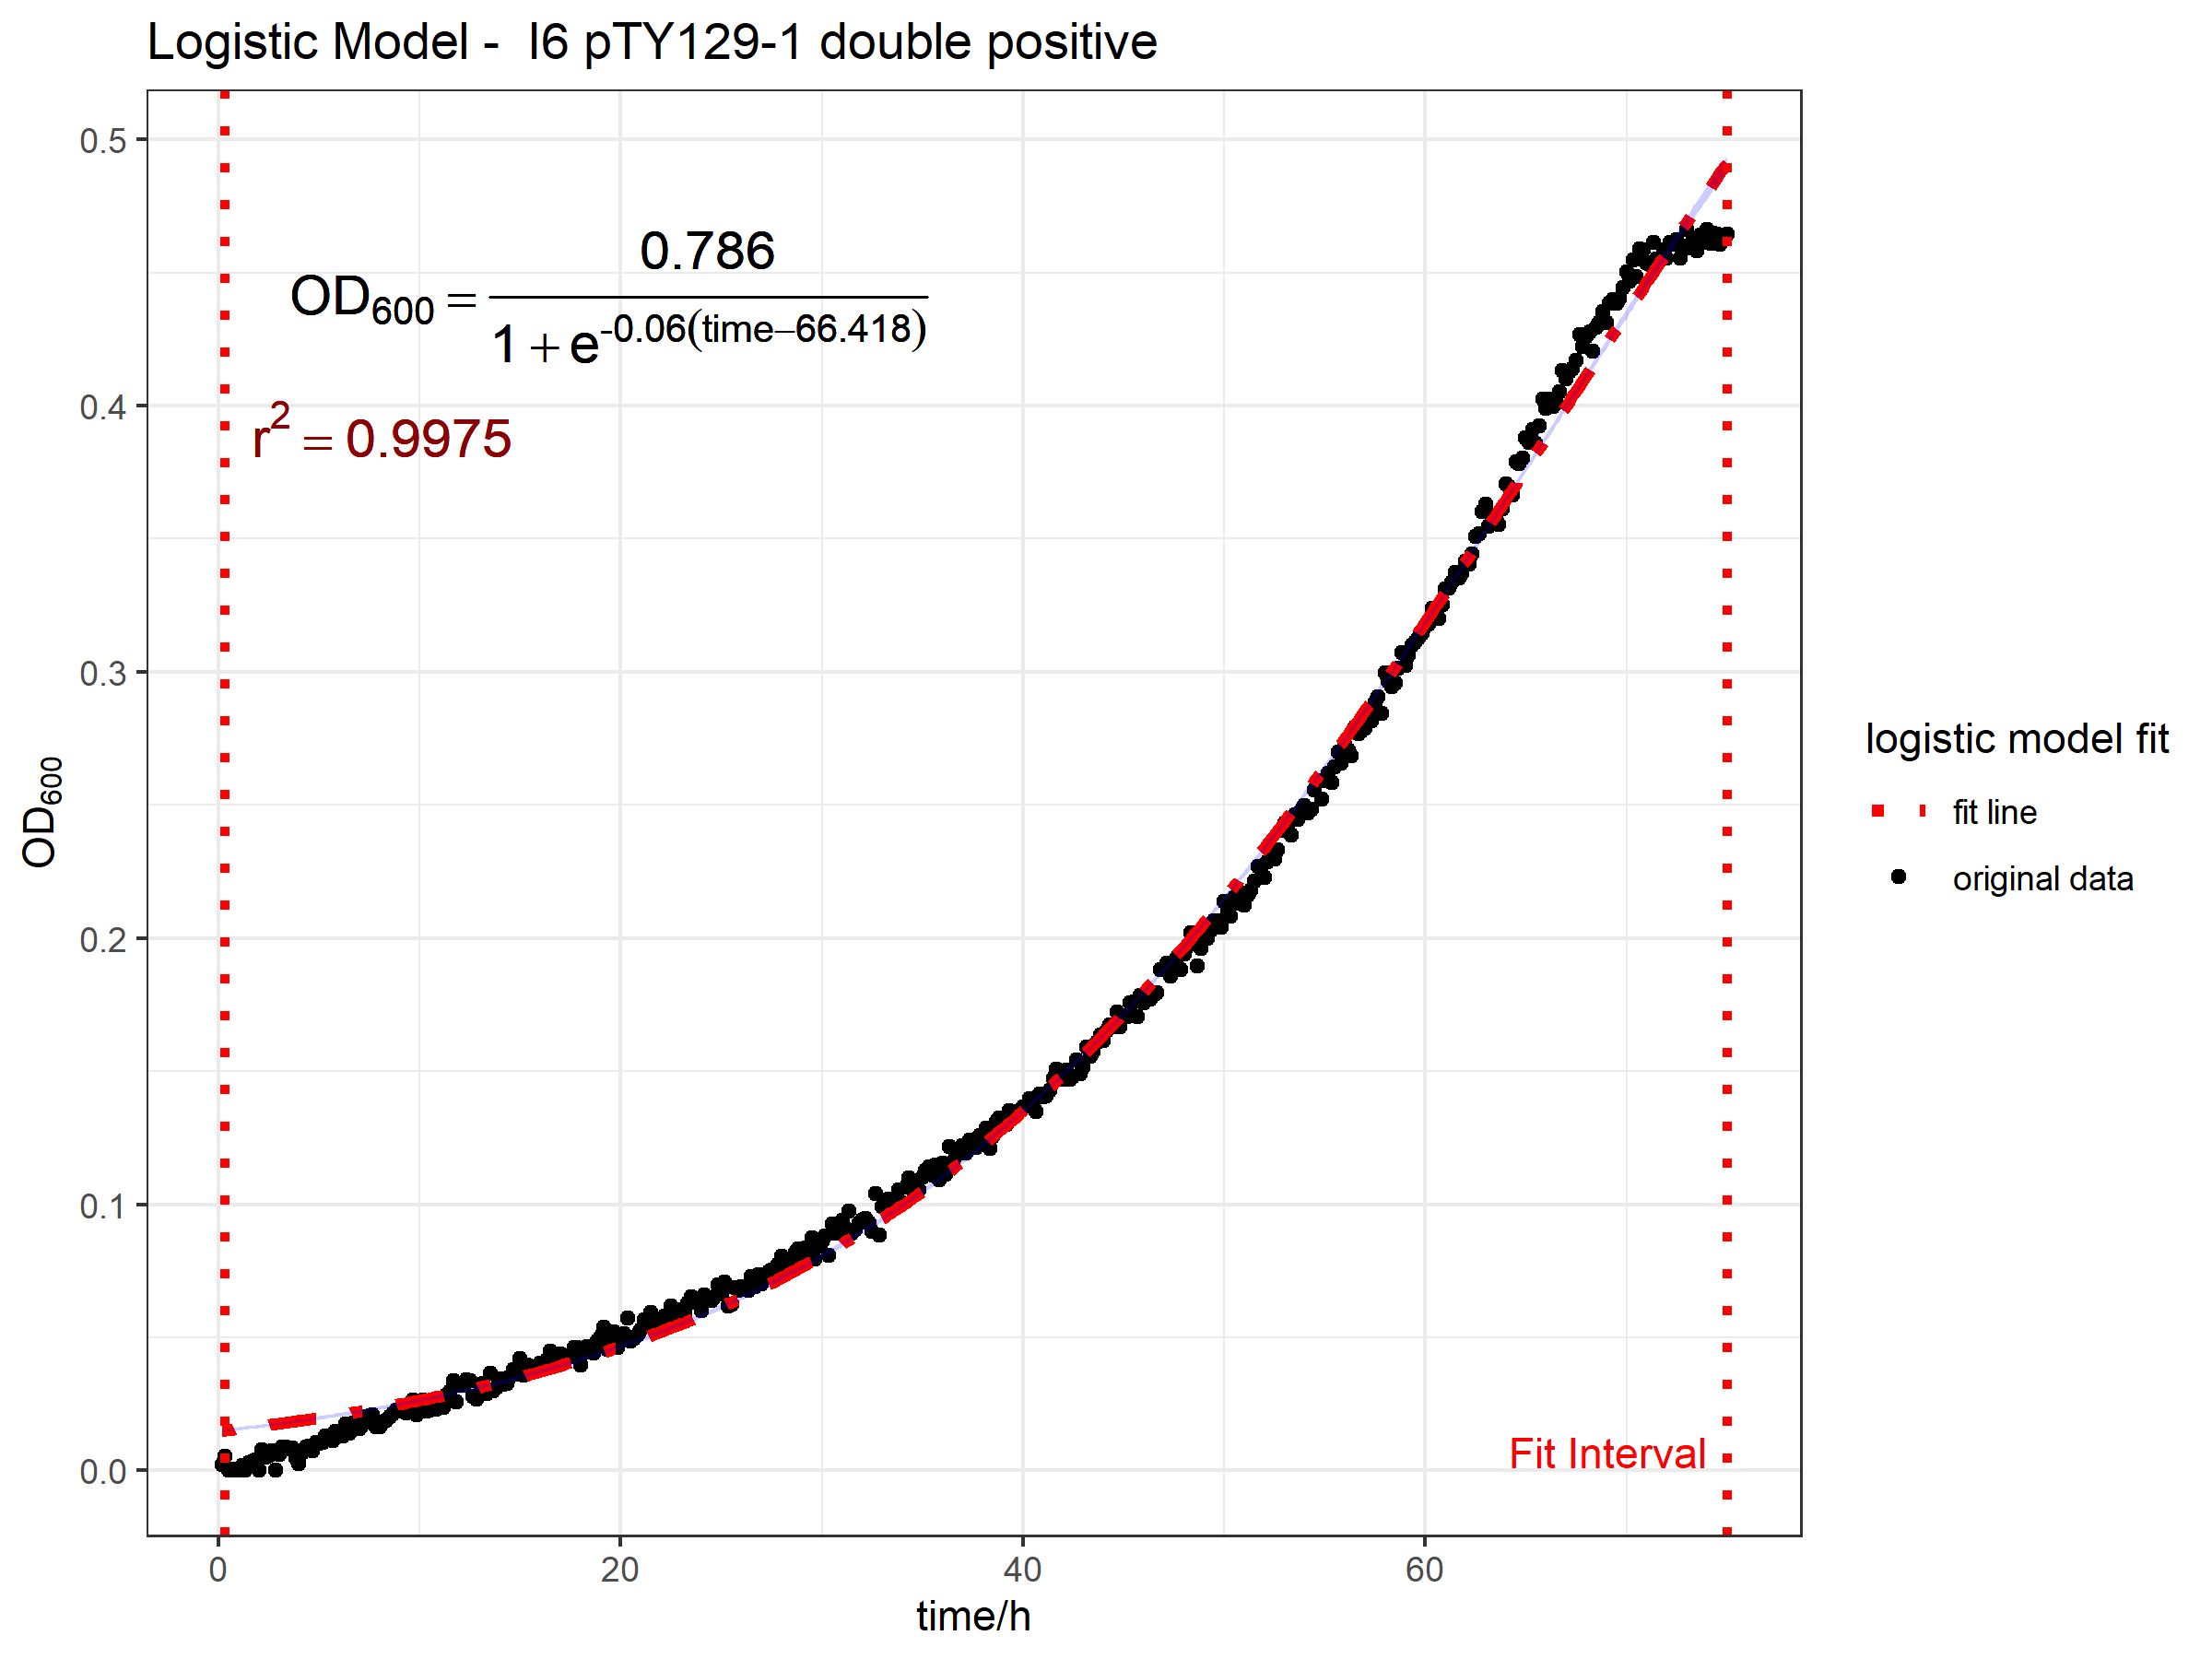 Logistic Model -  I6 pTY129-1 double positive
0.5
0.4
0.3
0.2
0.1
0.0
OD600
OD600 = 0.786 / 1 + e^-0.06(time−66.418)
r² = 0.9975
Fit Interval
0 20 40 60
time/h
logistic model fit
fit line
original data